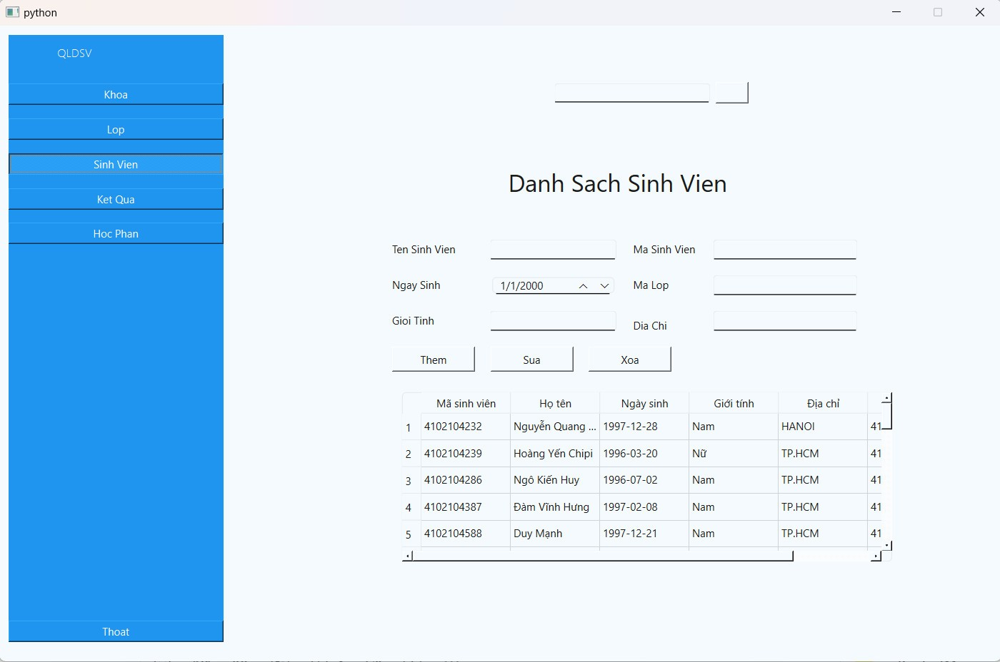 python
QLDSV
Khoa
Lop
Sinh Vien
Ket Qua
Hoc Phan
Thoat
Danh Sach Sinh Vien
Ten Sinh Vien Ma Sinh Vien
Ngay Sinh 1/1/2000 Ma Lop
Gioi Tinh Dia Chi
Them Sua Xoa
Mã sinh viên Họ tên Ngày sinh Giới tính Địa chỉ
1 4102104232 Nguyễn Quang ... 1997-12-28 Nam HANOI 41
2 4102104239 Hoàng Yến Chipi 1996-03-20 Nữ TP.HCM 41
3 4102104286 Ngô Kiến Huy 1996-07-02 Nam TP.HCM 41
4 4102104387 Đàm Vĩnh Hưng 1997-02-08 Nam TP.HCM 41
5 4102104588 Duy Mạnh 1997-12-21 Nam TP.HCM 41